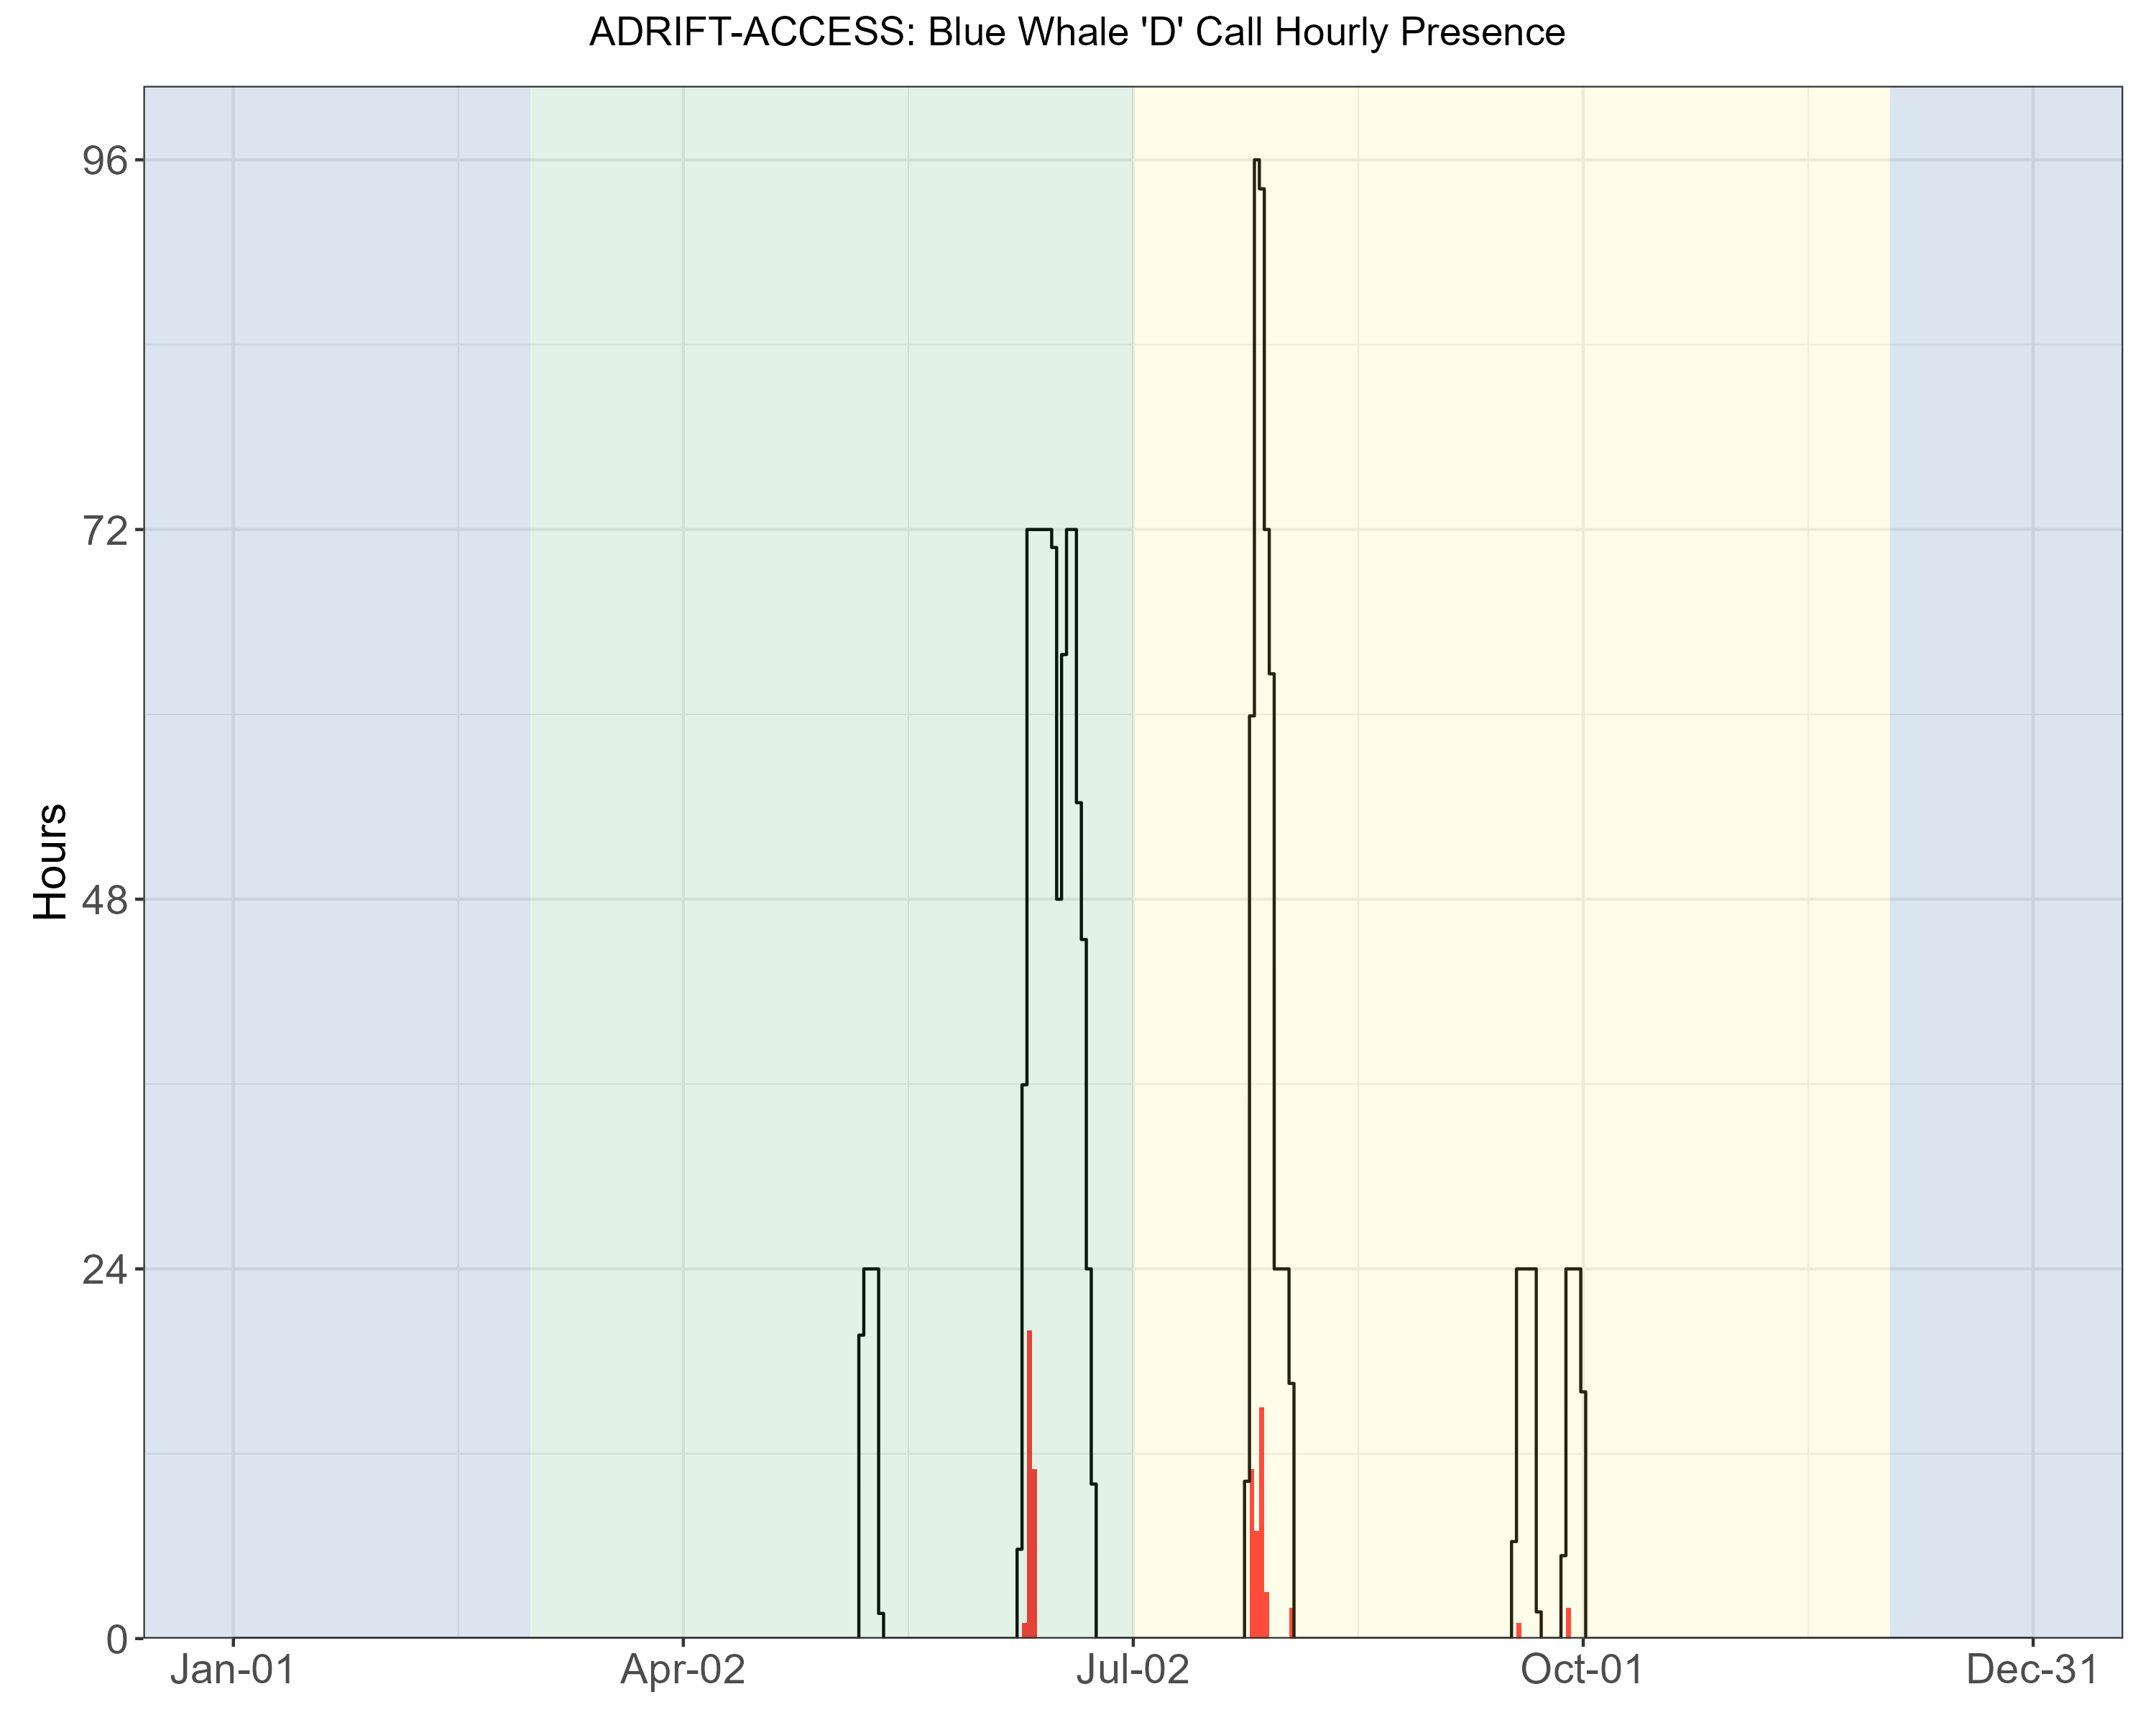 ADRIFT-ACCESS: Blue Whale 'D' Call Hourly Presence
96
72
48
24
0
Hours
Jan-01 Apr-02 Jul-02 Oct-01 Dec-31